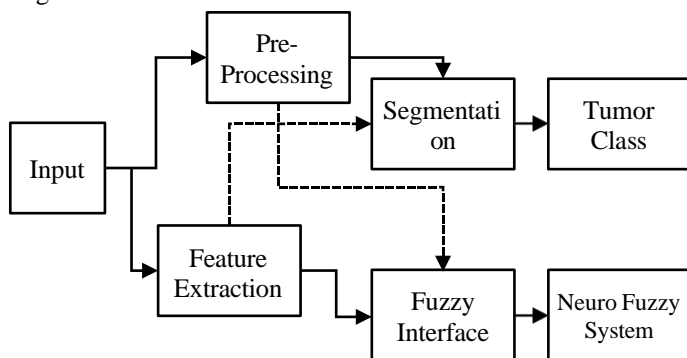 Pre-
Processing
Segmentati
on
Tumor
Class
Input
Feature
Extraction
Fuzzy
Interface
Neuro Fuzzy
System